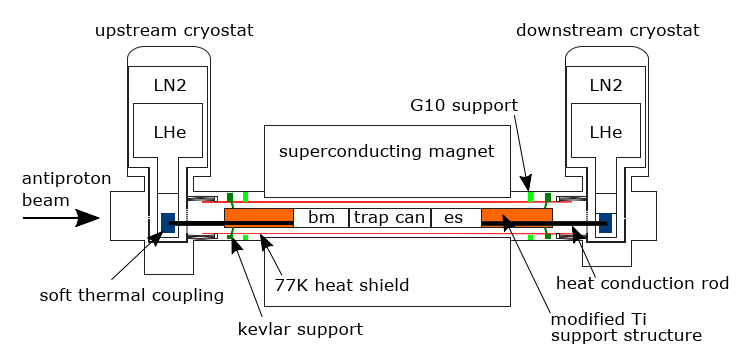 upstream cryostat
downstream cryostat
LN2
LN2
G10 support
LHe
LHe
superconducting magnet
antiproton
beam
bm
trap can
es
77K heat shield
heat conduction rod
soft thermal coupling
modified Ti
support structure
kevlar support